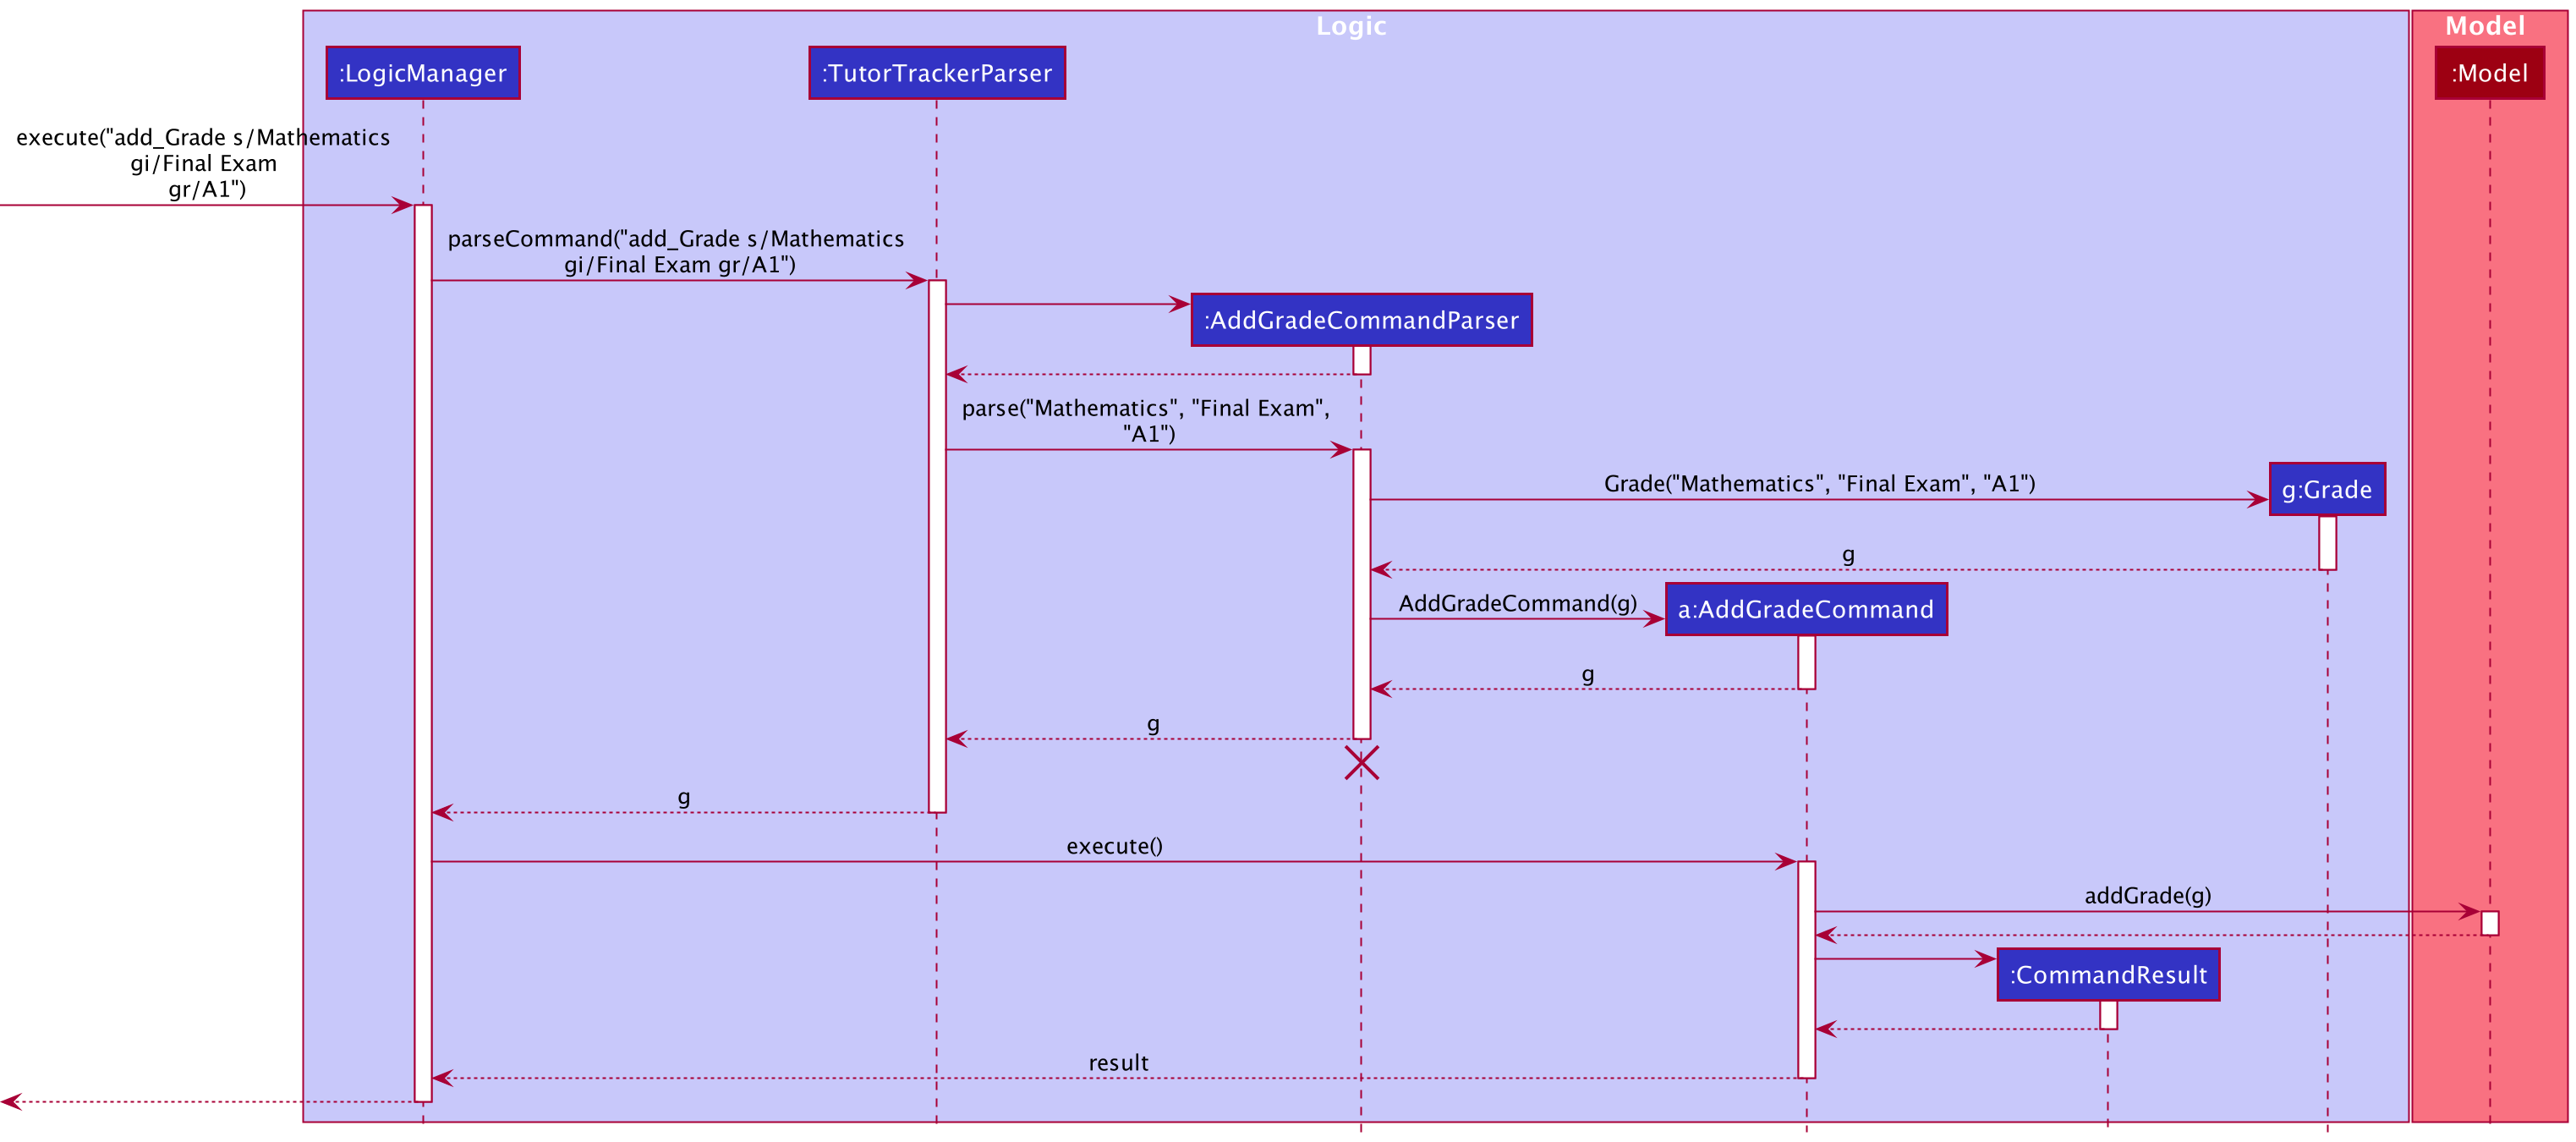 Logic
Model
:LogicManager
:TutorTrackerParser
:Model
execute("add_Grade s/Mathematics
gi/Final Exam
gr/A1")
parseCommand("add_Grade s/Mathematics
gi/Final Exam gr/A1")
:AddGradeCommandParser
parse("Mathematics", "Final Exam",
"A1")
Grade("Mathematics", "Final Exam", "A1")
g:Grade
g
AddGradeCommand(g)
a:AddGradeCommand
g
g
g
execute()
addGrade(g)
:CommandResult
result